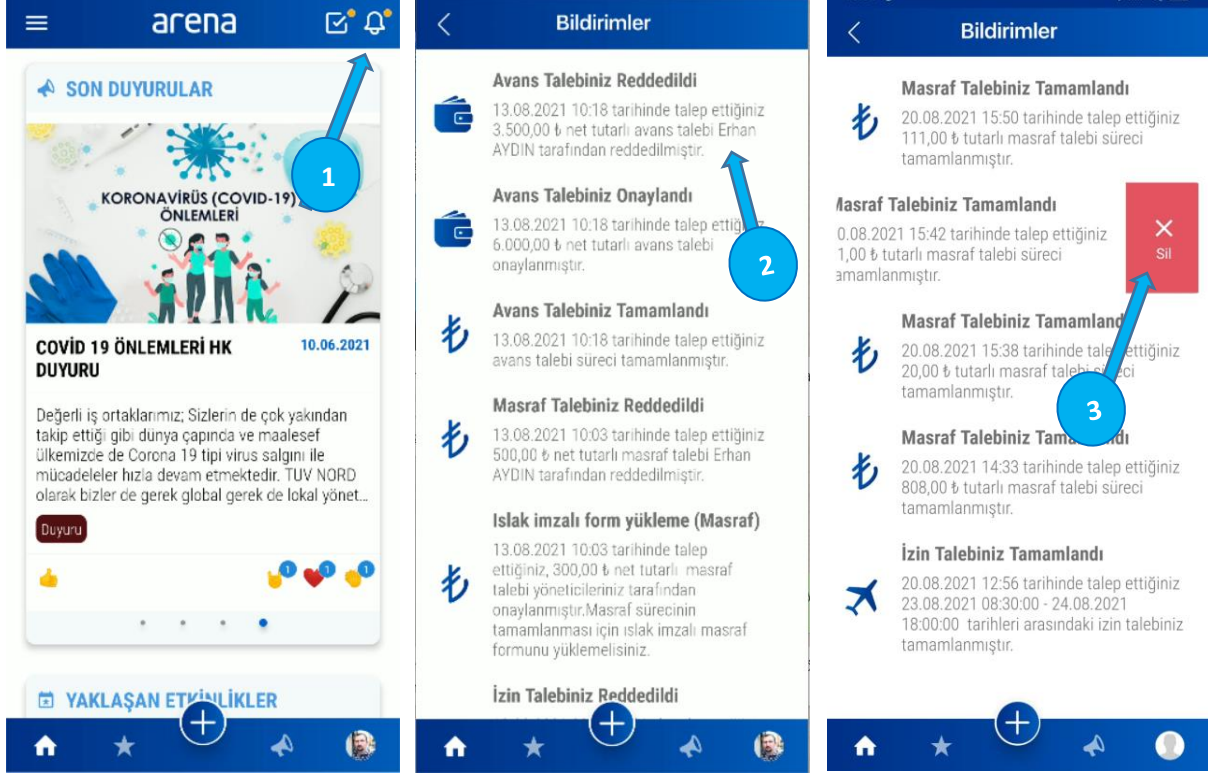 arena
SON DUYURULAR
KORONAVİRÜS (COVID-19)
ÖNLEMLERİ
1
COVİD 19 ÖNLEMLERİ HK
DUYURU
10.06.2021
Değerli iş ortaklarımız; Sizlerin de çok yakından
takip ettiği gibi dünya çapında ve maalesef
ülkemizde de Corona 19 tipi virus salgını ile
mücadeleler hızla devam etmektedir. TUV NORD
olarak bizler de gerek global gerek de lokal yönet...
Duyuru
1
1
1
YAKLAŞAN ETKİNLİKLER
Bildirimler
Avans Talebiniz Reddedildi
13.08.2021 10:18 tarihinde talep ettiğiniz
3.500,00 ₺ net tutarlı avans talebi Erhan
AYDIN tarafından reddedilmiştir.
Avans Talebiniz Onaylandı
13.08.2021 10:18 tarihinde talep ettiğiniz
6.000,00 ₺ net tutarlı avans talebi
onaylanmıştır.
2
Avans Talebiniz Tamamlandı
13.08.2021 10:18 tarihinde talep ettiğiniz
avans talebi süreci tamamlanmıştır.
Masraf Talebiniz Reddedildi
13.08.2021 10:03 tarihinde talep ettiğiniz
500,00 ₺ net tutarlı masraf talebi Erhan
AYDIN tarafından reddedilmiştir.
Islak imzalı form yükleme (Masraf)
13.08.2021 10:03 tarihinde talep
ettiğiniz, 300,00 ₺ net tutarlı masraf
talebi yöneticileriniz tarafından
onaylanmıştır.Masraf sürecinin
tamamlanması için ıslak imzalı masraf
formunu yüklemelisiniz.
İzin Talebiniz Reddedildi
Bildirimler
Masraf Talebiniz Tamamlandı
20.08.2021 15:50 tarihinde talep ettiğiniz
111,00 ₺ tutarlı masraf talebi süreci
tamamlanmıştır.
Masraf Talebiniz Tamamlandı
0.08.2021 15:42 tarihinde talep ettiğiniz
1,00 ₺ tutarlı masraf talebi süreci
amamlanmıştır.
Sil
Masraf Talebiniz Tamamlandı
20.08.2021 15:38 tarihinde talep ettiğiniz
20,00 ₺ tutarlı masraf talebi süreci
tamamlanmıştır.
3
Masraf Talebiniz Tamamlandı
20.08.2021 14:33 tarihinde talep ettiğiniz
808,00 ₺ tutarlı masraf talebi süreci
tamamlanmıştır.
İzin Talebiniz Tamamlandı
20.08.2021 12:56 tarihinde talep ettiğiniz
23.08.2021 08:30:00 - 24.08.2021
18:00:00 tarihleri arasındaki izin talebiniz
tamamlanmıştır.